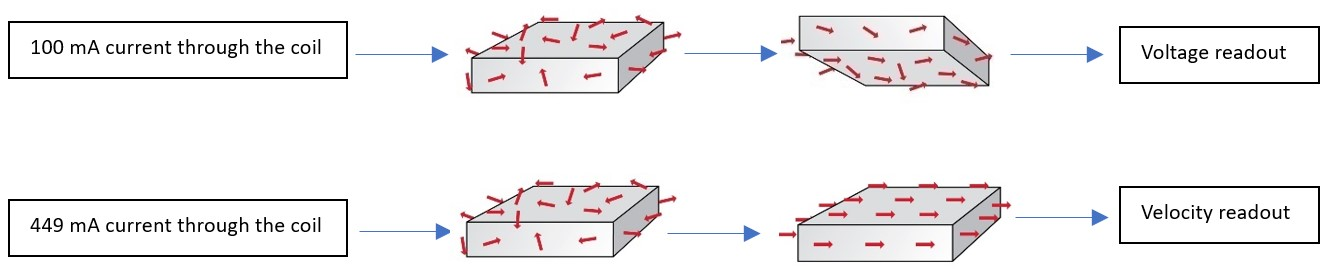 100 mA current through the coil
Voltage readout
449 mA current through the coil
Velocity readout